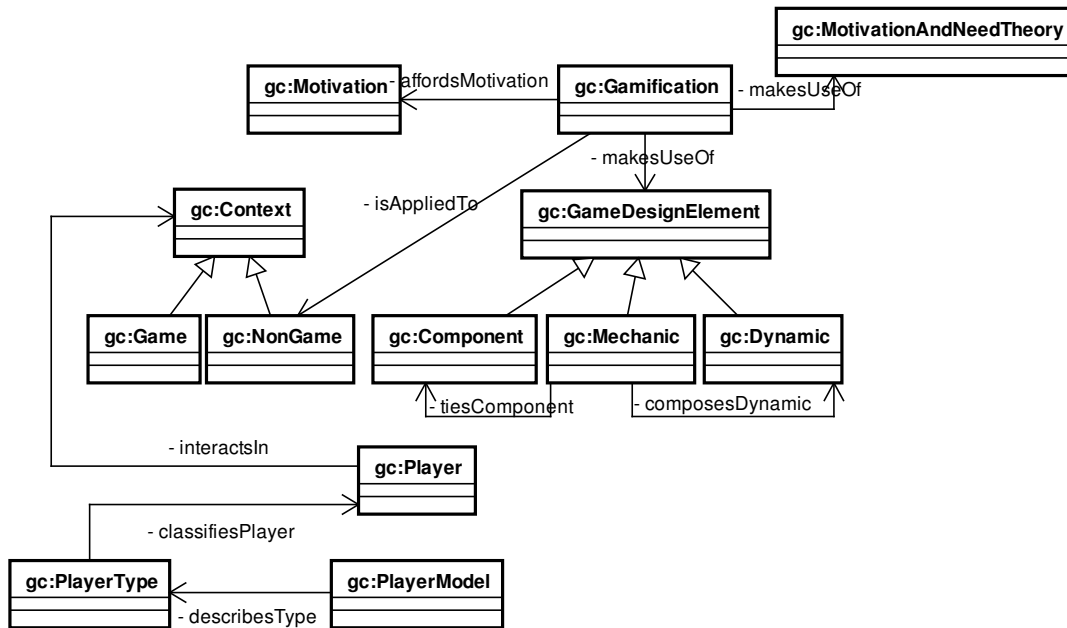 gc:MotivationAndNeedTheory
gc:Motivation
- affordsMotivation
gc:Gamification
- makesUseOf
- makesUseOf
gc:Context
- isAppliedTo
gc:GameDesignElement
gc:Game
gc:NonGame
gc:Component
gc:Mechanic
gc:Dynamic
- tiesComponent
- composesDynamic
- interactsIn
gc:Player
- classifiesPlayer
gc:PlayerType
gc:PlayerModel
- describesType